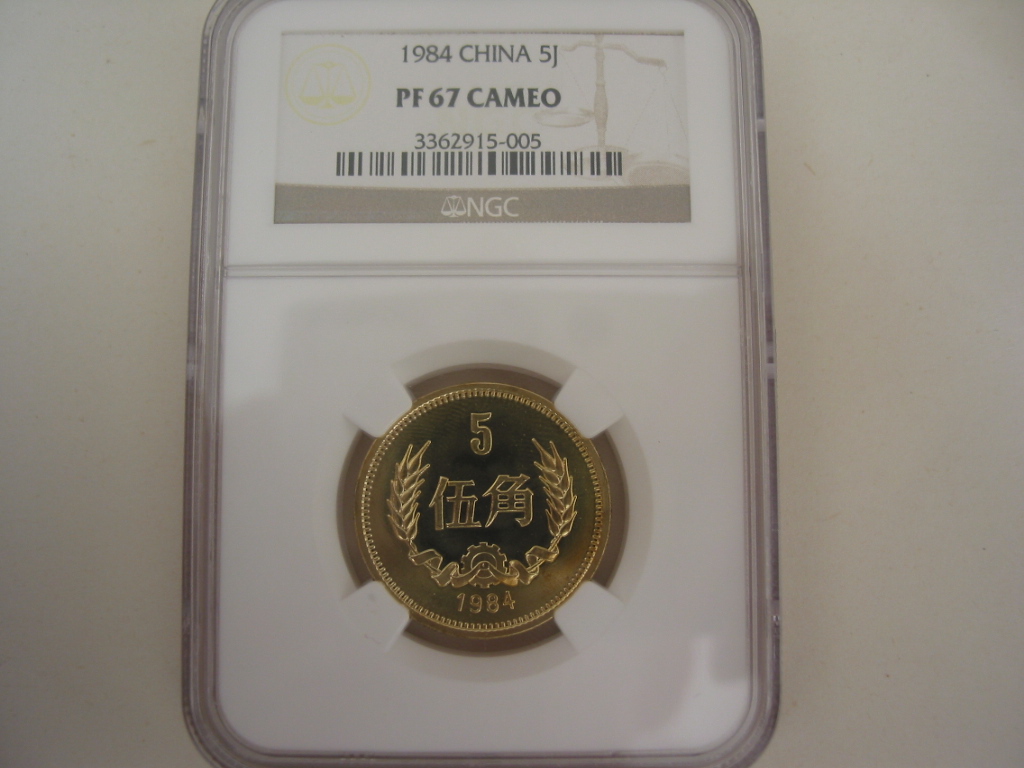 1984 CHINA 5J
PF 67 CAMEO
3362915-005
NGC
5
伍角
1984